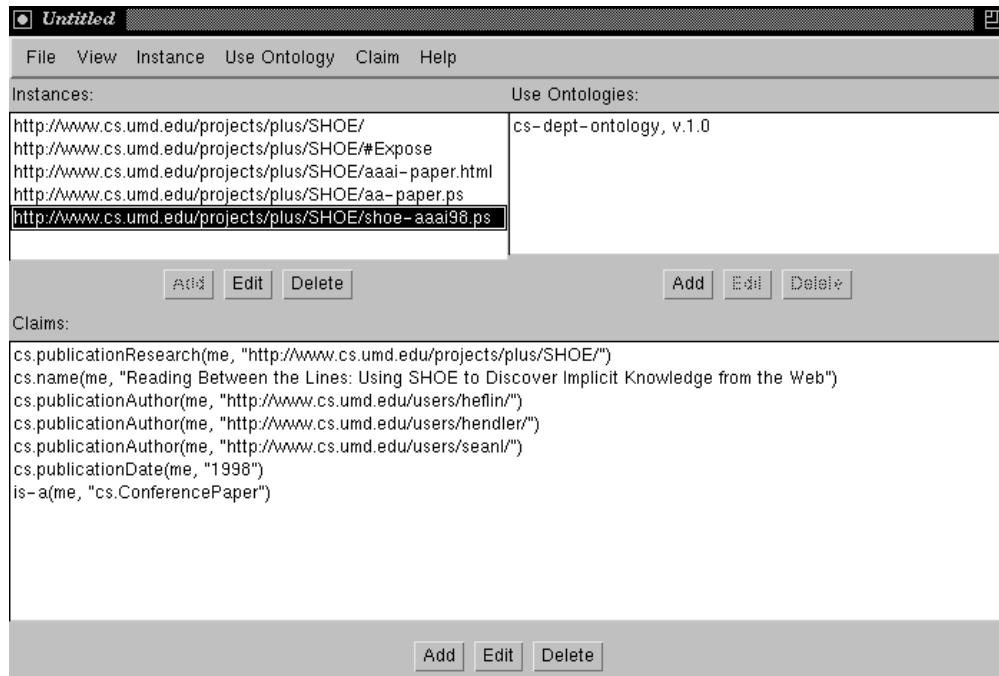 Untitled
File View Instance Use Ontology Claim Help
Instances:
Use Ontologies:
http://www.cs.umd.edu/projects/plus/SHOE/
http://www.cs.umd.edu/projects/plus/SHOE/#Expose
http://www.cs.umd.edu/projects/plus/SHOE/aaai-paper.html
http://www.cs.umd.edu/projects/plus/SHOE/aa-paper.ps
http://www.cs.umd.edu/projects/plus/SHOE/shoe-aaai98.ps
cs-dept-ontology, v.1.0
Add Edit Delete
Add Edit Delete
Claims:
cs.publicationResearch(me, "http://www.cs.umd.edu/projects/plus/SHOE/")
cs.name(me, "Reading Between the Lines: Using SHOE to Discover Implicit Knowledge from the Web")
cs.publicationAuthor(me, "http://www.cs.umd.edu/users/heflin/")
cs.publicationAuthor(me, "http://www.cs.umd.edu/users/hendler/")
cs.publicationAuthor(me, "http://www.cs.umd.edu/users/seanl/")
cs.publicationDate(me, "1998")
is-a(me, "cs.ConferencePaper")
Add Edit Delete